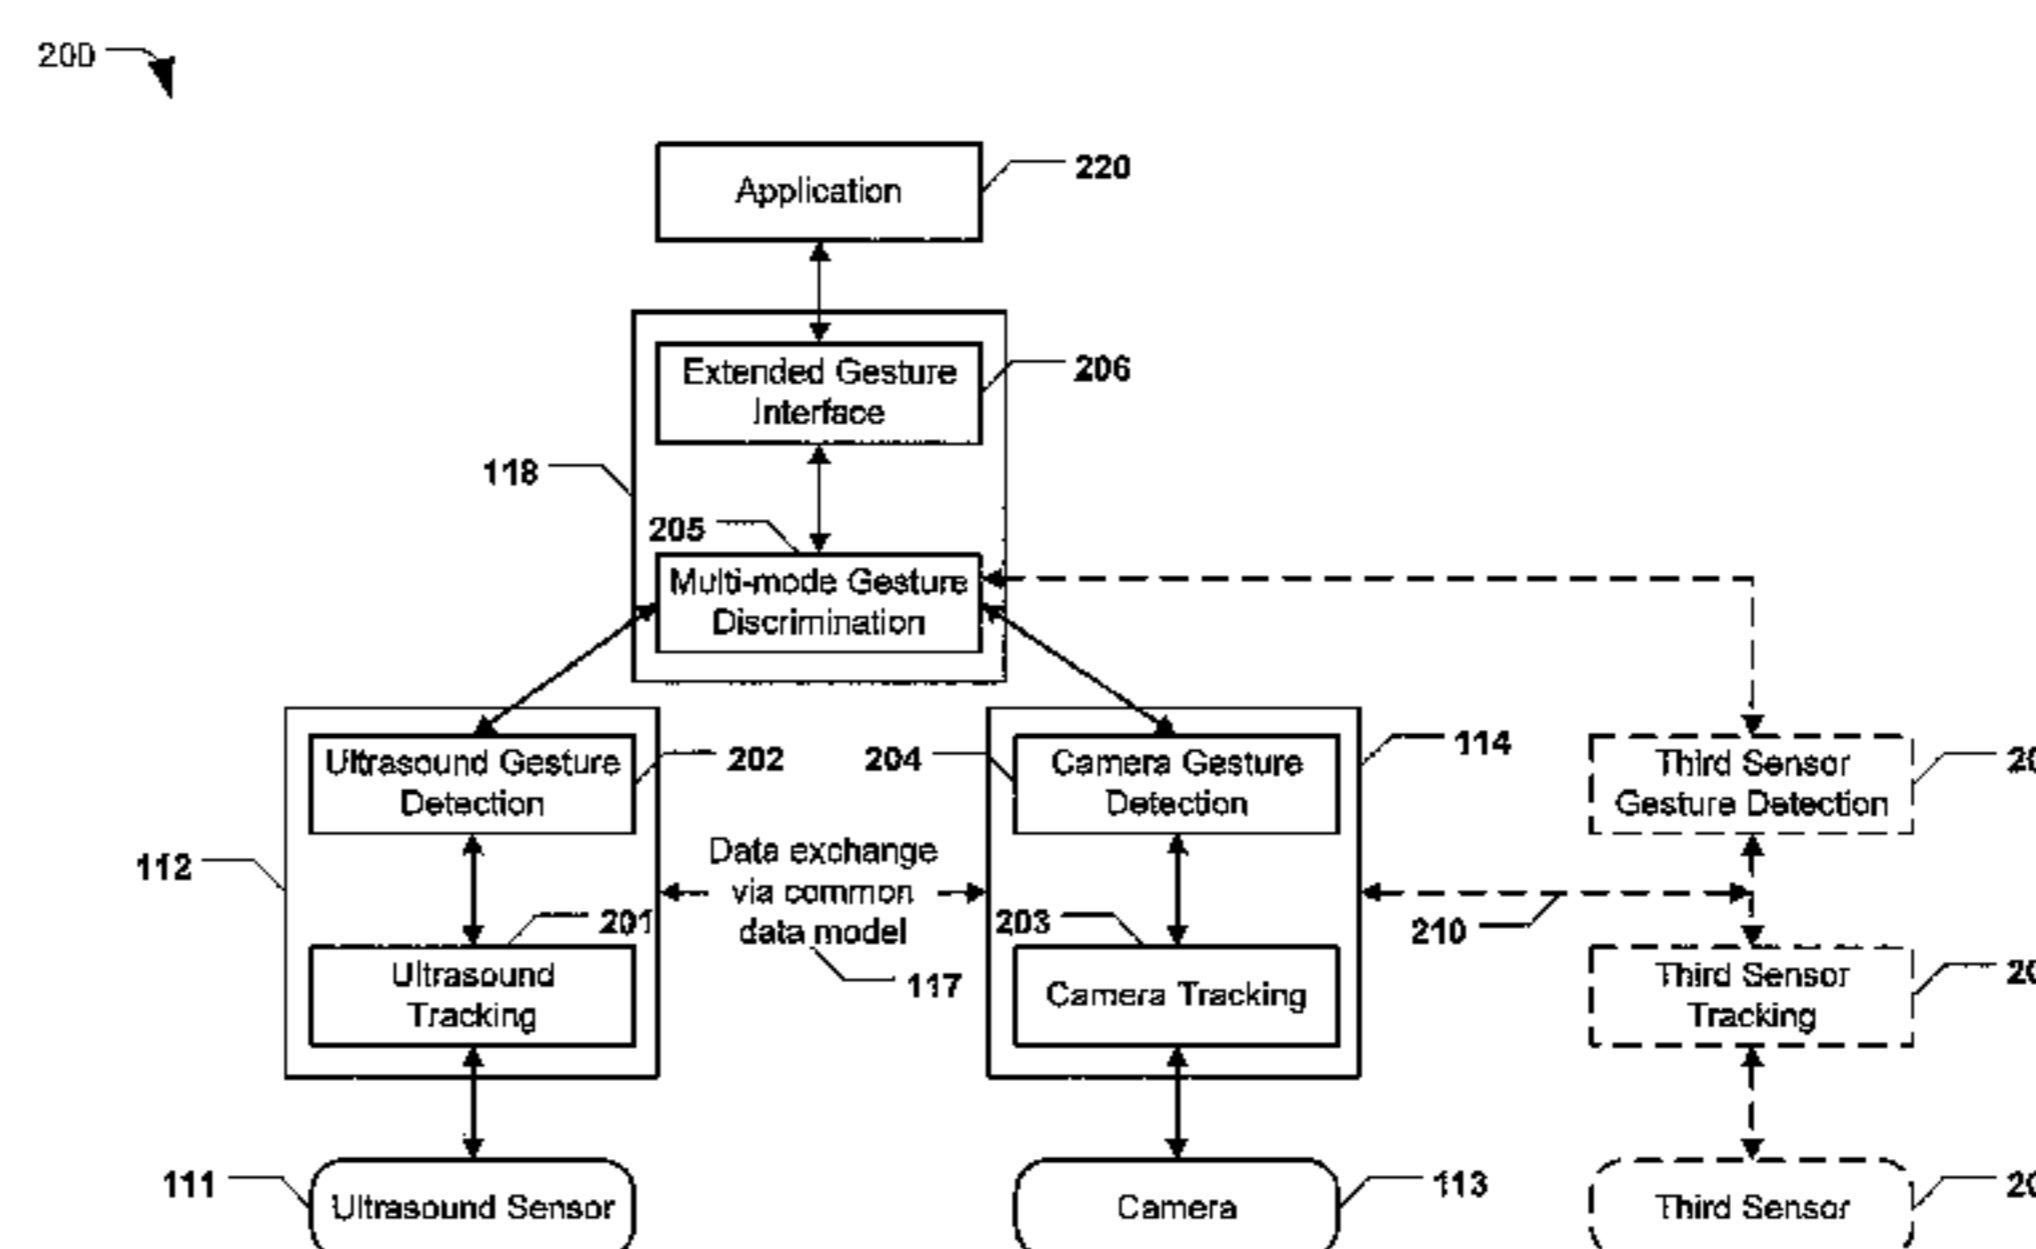 200
Application
220
Extended Gesture
Interface
206
118
205
Multi-mode Gesture
Discrimination
Ultrasound Gesture
Detection
202
204
Camera Gesture
Detection
114
Third Sensor
Gesture Detection
112
Data exchange
via common
data model
117
201
Ultrasound
Tracking
203
Camera Tracking
210
Third Sensor
Tracking
111
Ultrasound Sensor
Camera
113
Third Sensor